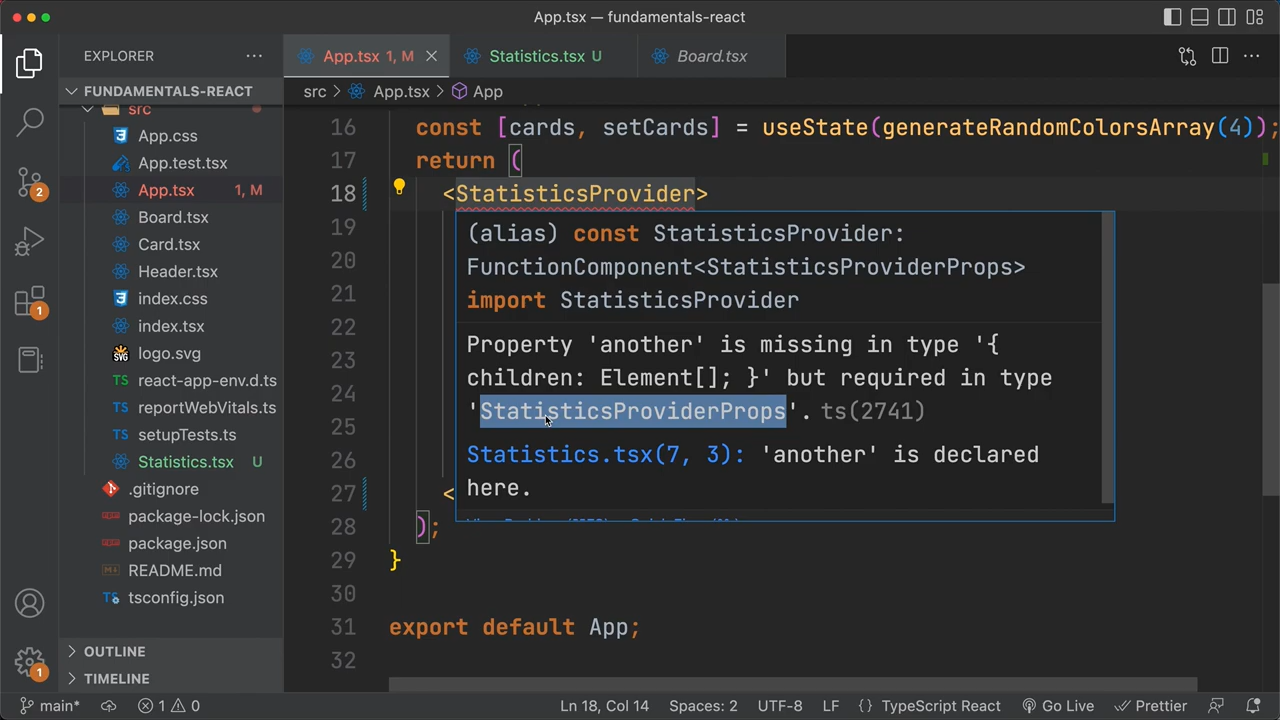 App.tsx — fundamentals-react
EXPLORER
App.tsx 1, M
Statistics.tsx U
Board.tsx
FUNDAMENTALS-REACT
src > App.tsx > App
src
App.css
App.test.tsx
App.tsx 1, M
Board.tsx
Card.tsx
Header.tsx
index.css
index.tsx
logo.svg
TS react-app-env.d.ts
TS reportWebVitals.ts
TS setupTests.ts
Statistics.tsx U
.gitignore
package-lock.json
package.json
README.md
TS tsconfig.json
OUTLINE
TIMELINE
16 const [cards, setCards] = useState(generateRandomColorsArray(4));
17 return (
18 <StatisticsProvider>
19
20
21
22
23
24
25
26
27 <
28 );
29 }
30
31 export default App;
32
(alias) const StatisticsProvider:
FunctionComponent<StatisticsProviderProps>
import StatisticsProvider
Property 'another' is missing in type '{
children: Element[]; }' but required in type
'StatisticsProviderProps'. ts(2741)
Statistics.tsx(7, 3): 'another' is declared
here.
2
1
1
main* 1 0 Ln 18, Col 14 Spaces: 2 UTF-8 LF {} TypeScript React Go Live Prettier